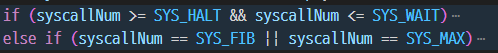 if (syscallNum >= SYS_HALT && syscallNum <= SYS_WAIT)⋯
else if (syscallNum == SYS_FIB || syscallNum == SYS_MAX)⋯